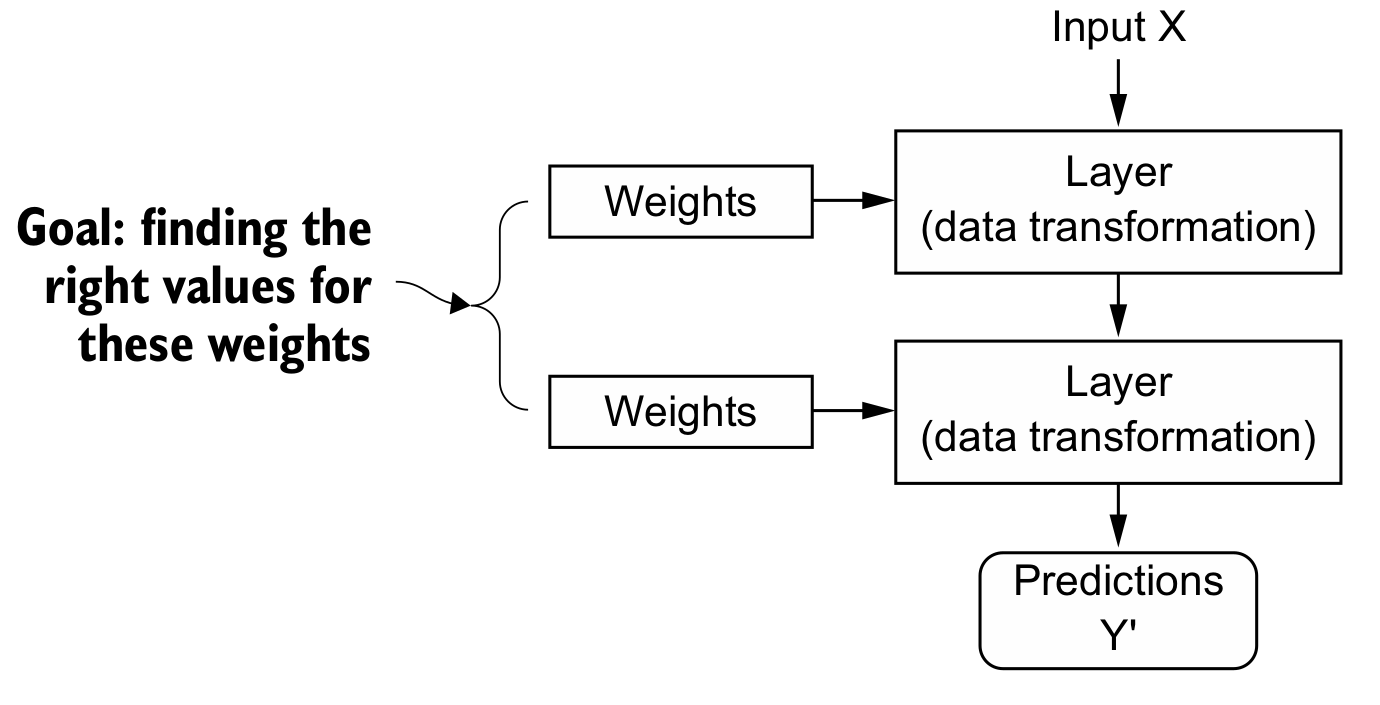 Input X
Layer
(data transformation)
Weights
Goal: finding the
right values for
these weights
Layer
(data transformation)
Weights
Predictions
Y'